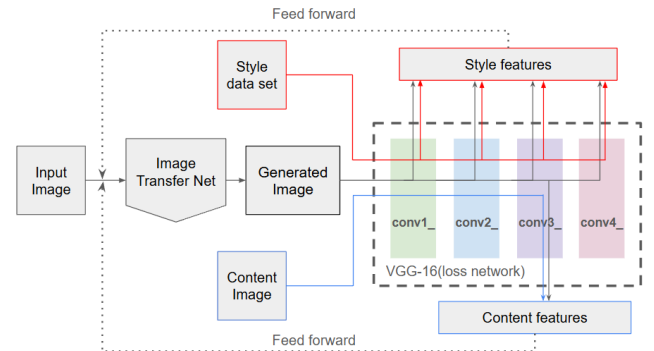 Feed forward
Style
data set
Style features
Input
Image
Image
Transfer Net
Generated
Image
conv1_
conv2_
conv3_
conv4_
VGG-16(loss network)
Content
Image
Content features
Feed forward